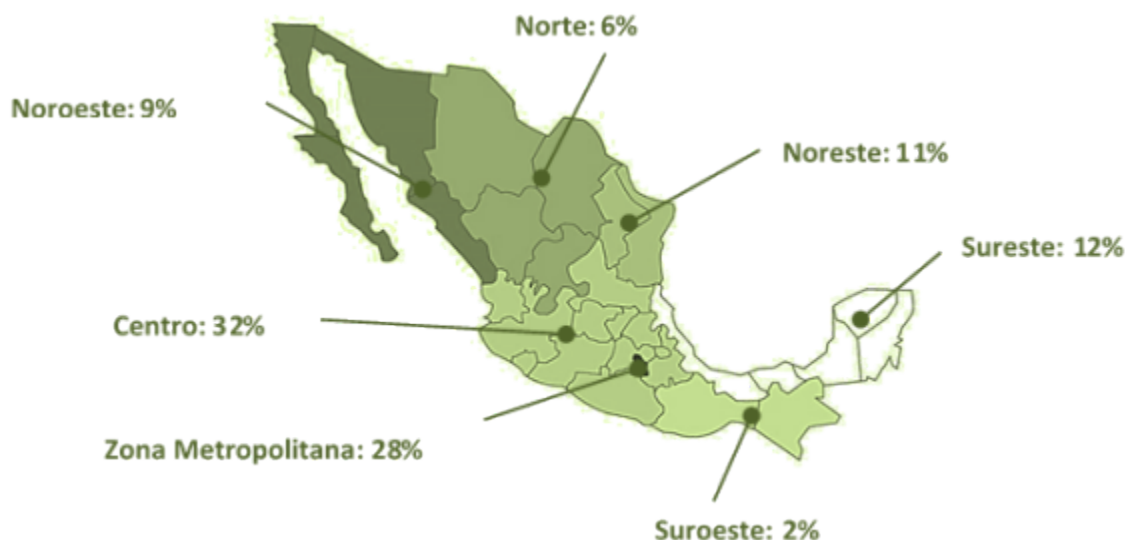 Norte: 6%
Noroeste: 9%
Noreste: 11%
Sureste: 12%
Centro: 32%
Zona Metropolitana: 28%
Suroeste: 2%